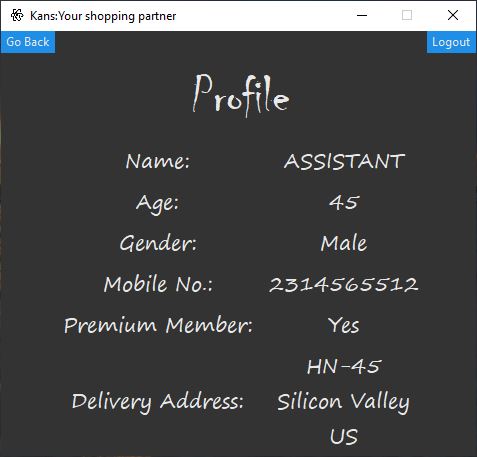 Kans:Your shopping partner
Go Back Logout
Profile
Name: ASSISTANT
Age: 45
Gender: Male
Mobile No.: 2314565512
Premium Member: Yes
HN-45
Delivery Address: Silicon Valley
US